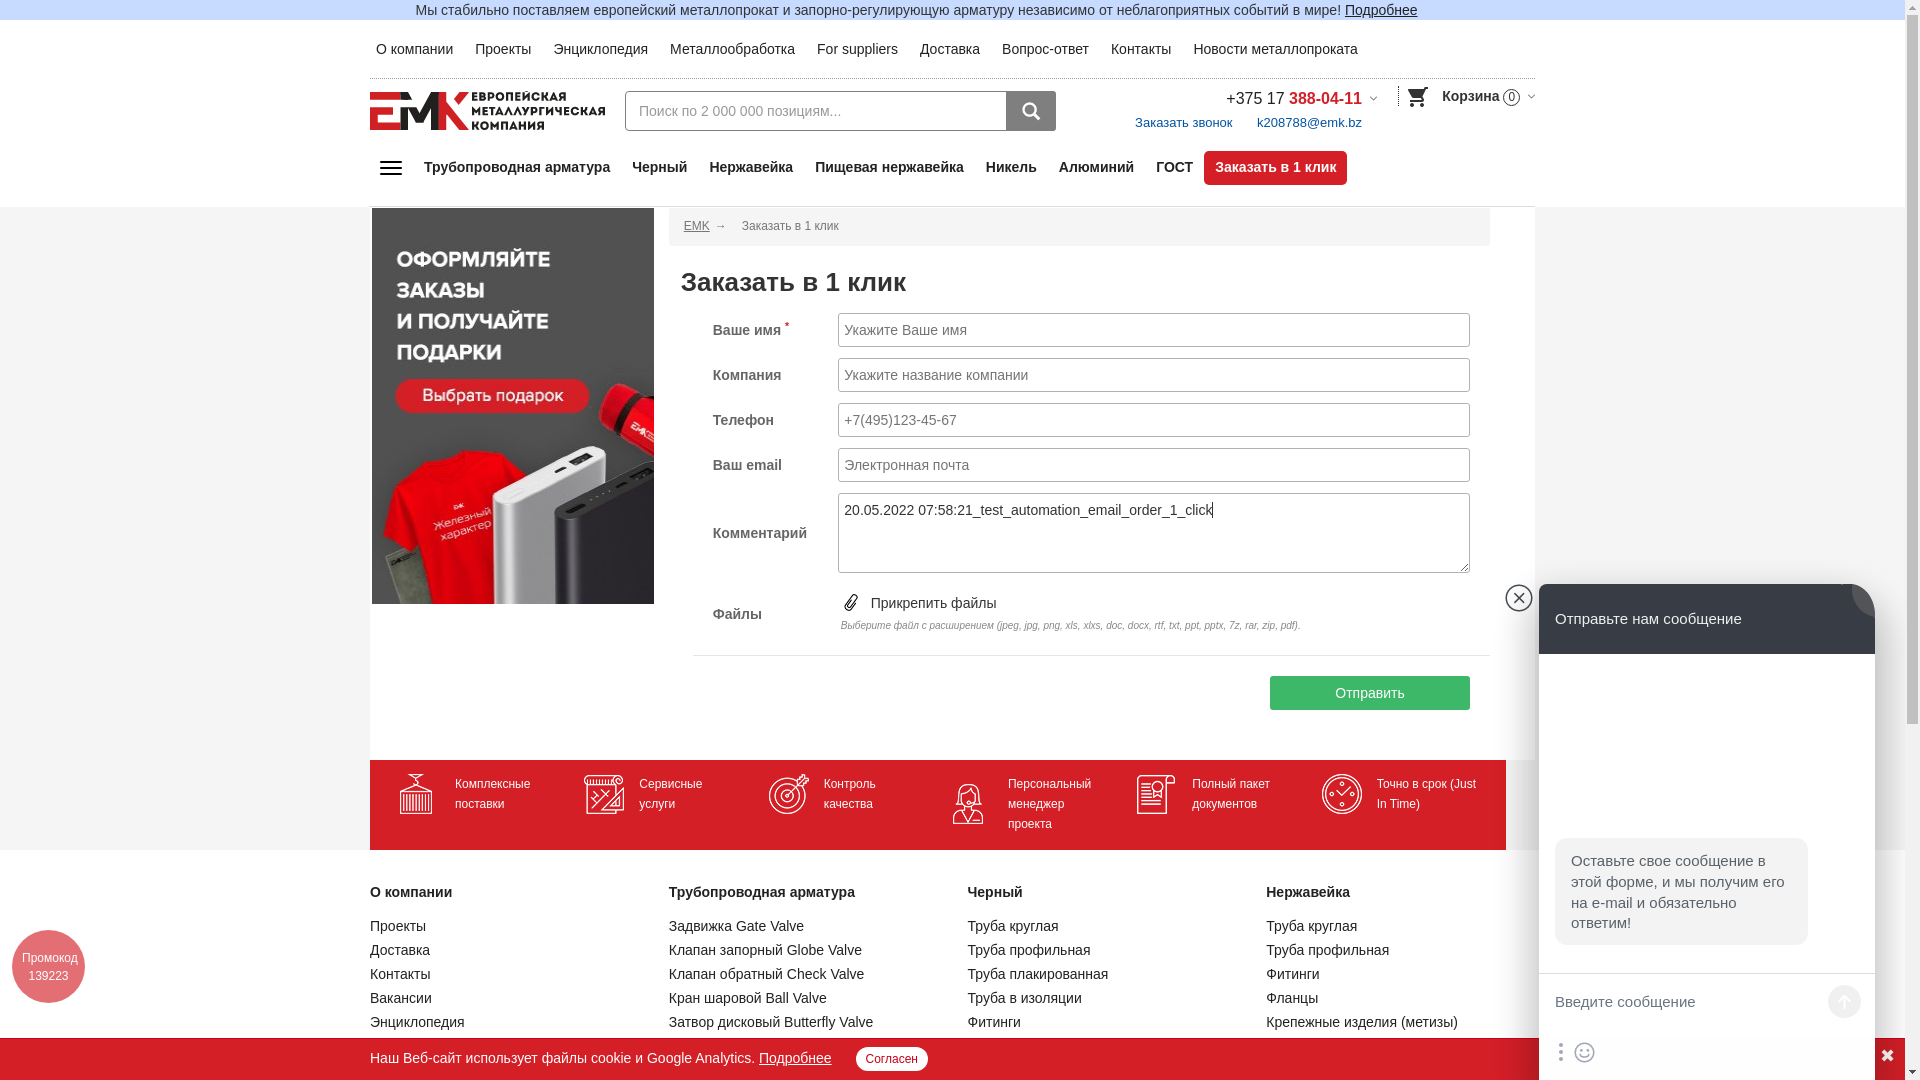 Мы стабильно поставляем европейский металлопрокат и запорно-регулирующую арматуру независимо от неблагоприятных событий в мире! Подробнее
О компании Проекты Энциклопедия Металлообработка For suppliers Доставка Вопрос-ответ Контакты Новости металлопроката
ЕМК ЕВРОПЕЙСКАЯ
МЕТАЛЛУРГИЧЕСКАЯ
КОМПАНИЯ
Поиск по 2 000 000 позициям...
+375 17 388-04-11
Заказать звонок k208788@emk.bz
Корзина 0
Трубопроводная арматура Черный Нержавейка Пищевая нержавейка Никель Алюминий ГОСТ Заказать в 1 клик
ОФОРМЛЯЙТЕ
ЗАКАЗЫ
И ПОЛУЧАЙТЕ
ПОДАРКИ
Выбрать подарок
ЕМК
Железный
характер
EMK → Заказать в 1 клик
Заказать в 1 клик
Ваше имя * Укажите Ваше имя
Компания Укажите название компании
Телефон +7(495)123-45-67
Ваш email Электронная почта
Комментарий 20.05.2022 07:58:21_test_automation_email_order_1_click
Файлы Прикрепить файлы
Выберите файл с расширением (jpeg, jpg, png, xls, xlxs, doc, docx, rtf, txt, ppt, pptx, 7z, rar, zip, pdf).
Отправить
Комплексные
поставки
Сервисные
услуги
Контроль
качества
Персональный
менеджер
проекта
Полный пакет
документов
Точно в срок (Just
In Time)
О компании
Проекты
Доставка
Контакты
Вакансии
Энциклопедия
Трубопроводная арматура
Задвижка Gate Valve
Клапан запорный Globe Valve
Клапан обратный Check Valve
Кран шаровой Ball Valve
Затвор дисковый Butterfly Valve
Черный
Труба круглая
Труба профильная
Труба плакированная
Труба в изоляции
Фитинги
Нержавейка
Труба круглая
Труба профильная
Фитинги
Фланцы
Крепежные изделия (метизы)
Промокод
139223
Отправьте нам сообщение
Оставьте свое сообщение в
этой форме, и мы получим его
на e-mail и обязательно
ответим!
Введите сообщение
Наш Веб-сайт использует файлы cookie и Google Analytics. Подробнее Согласен